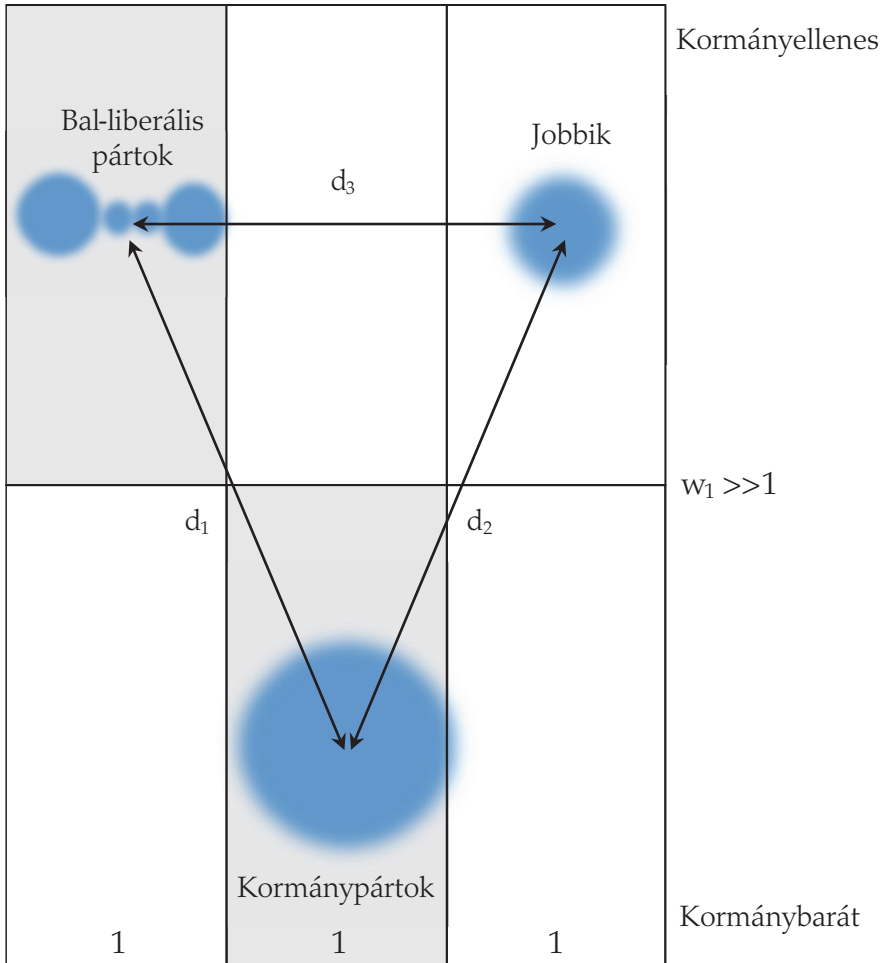 Kormányellenes
Bal-liberális
pártok
Jobbik
d₃
w₁ >>1
d₁
d₂
Kormánypártok
Kormánybarát
1
1
1